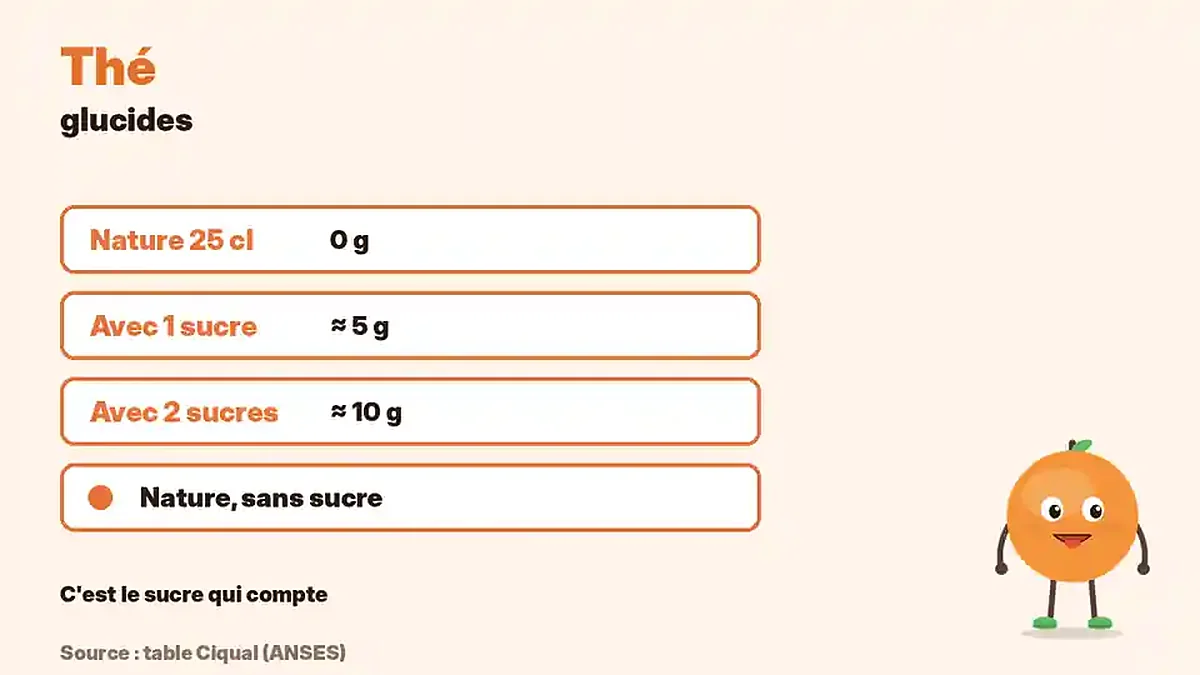 Thé
glucides
Nature 25 cl 0 g
Avec 1 sucre ≈ 5 g
Avec 2 sucres ≈ 10 g
Nature, sans sucre
C'est le sucre qui compte
Source : table Ciqual (ANSES)